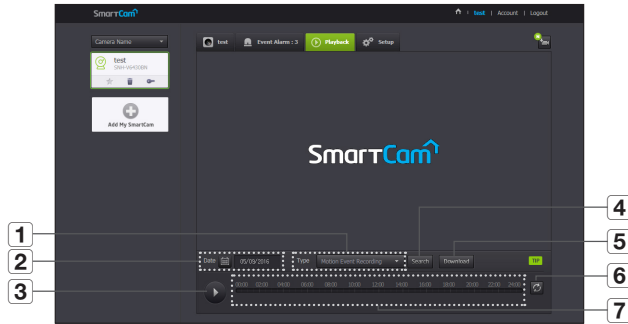 SmartCam
test | Account | Logout
Camera Name
test
SNH-V6430BN
Add My SmartCam
test
Event Alarm : 3
Playback
Setup
SmartCam
1
2
3
4
5
6
7
Date
05/09/2016
Type
Motion Event Recording
Search
Download
TIP
00:00 02:00 04:00 06:00 08:00 10:00 12:00 14:00 16:00 18:00 20:00 22:00 24:00